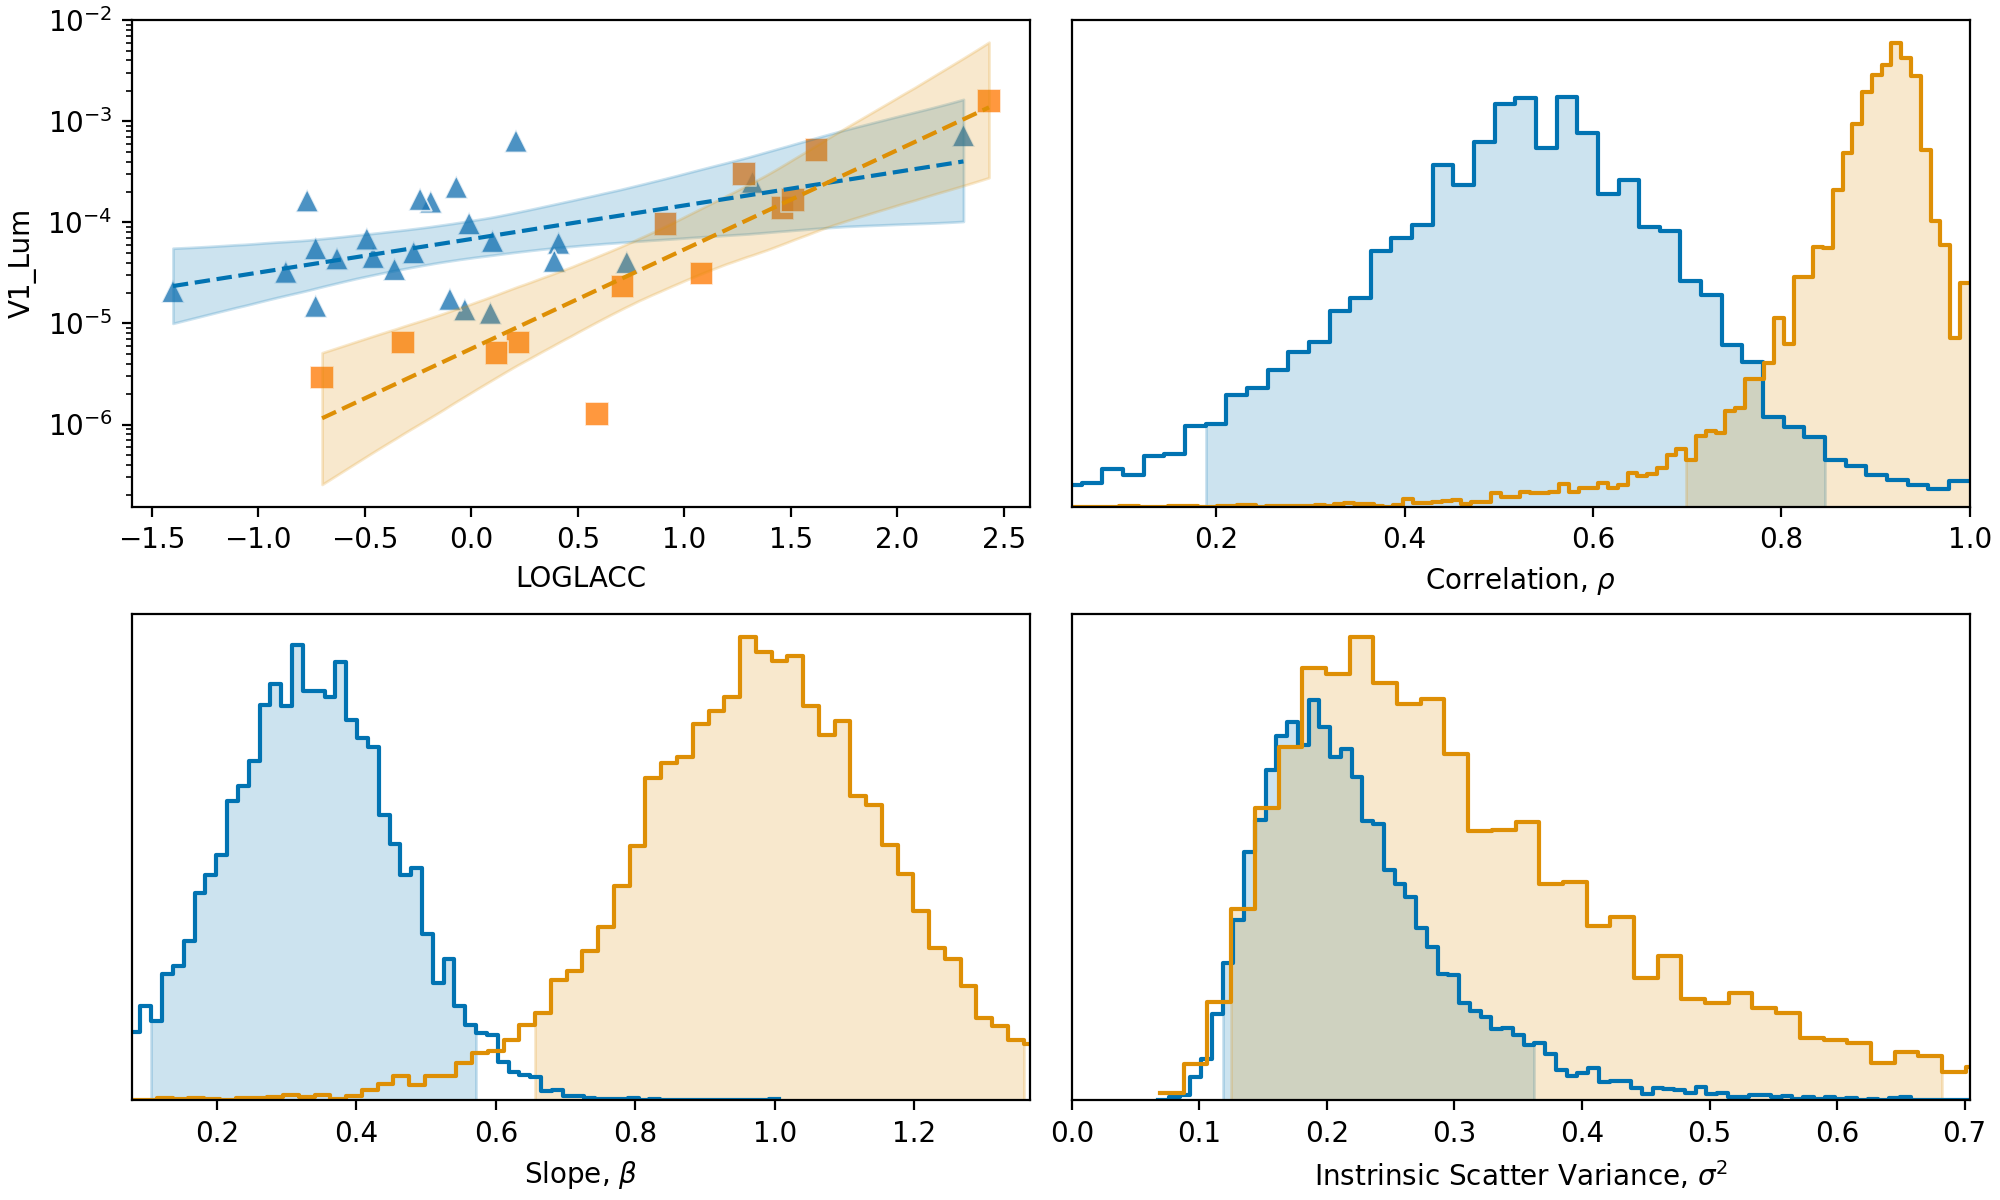 10⁻²
10⁻³
10⁻⁴
10⁻⁵
10⁻⁶
V1_Lum
−1.5 −1.0 −0.5 0.0 0.5 1.0 1.5 2.0 2.5
LOGLACC
0.2 0.4 0.6 0.8 1.0
Correlation, ρ
0.2 0.4 0.6 0.8 1.0 1.2
Slope, β
0.0 0.1 0.2 0.3 0.4 0.5 0.6 0.7
Instrinsic Scatter Variance, σ²